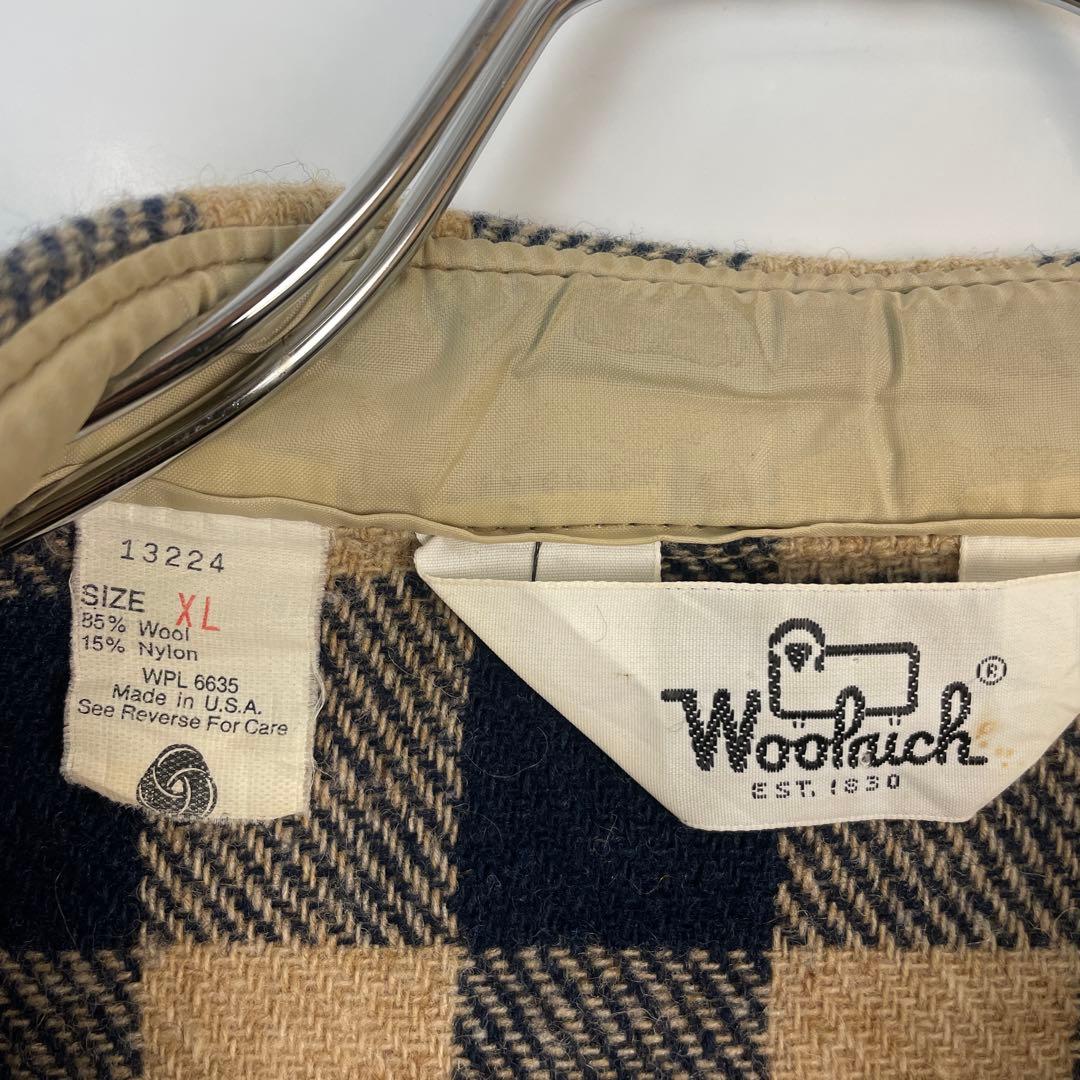 13224
SIZE XL
85% Wool
15% Nylon
WPL 6635
Made in U.S.A.
See Reverse For Care
Woolrich ®
EST. 1830